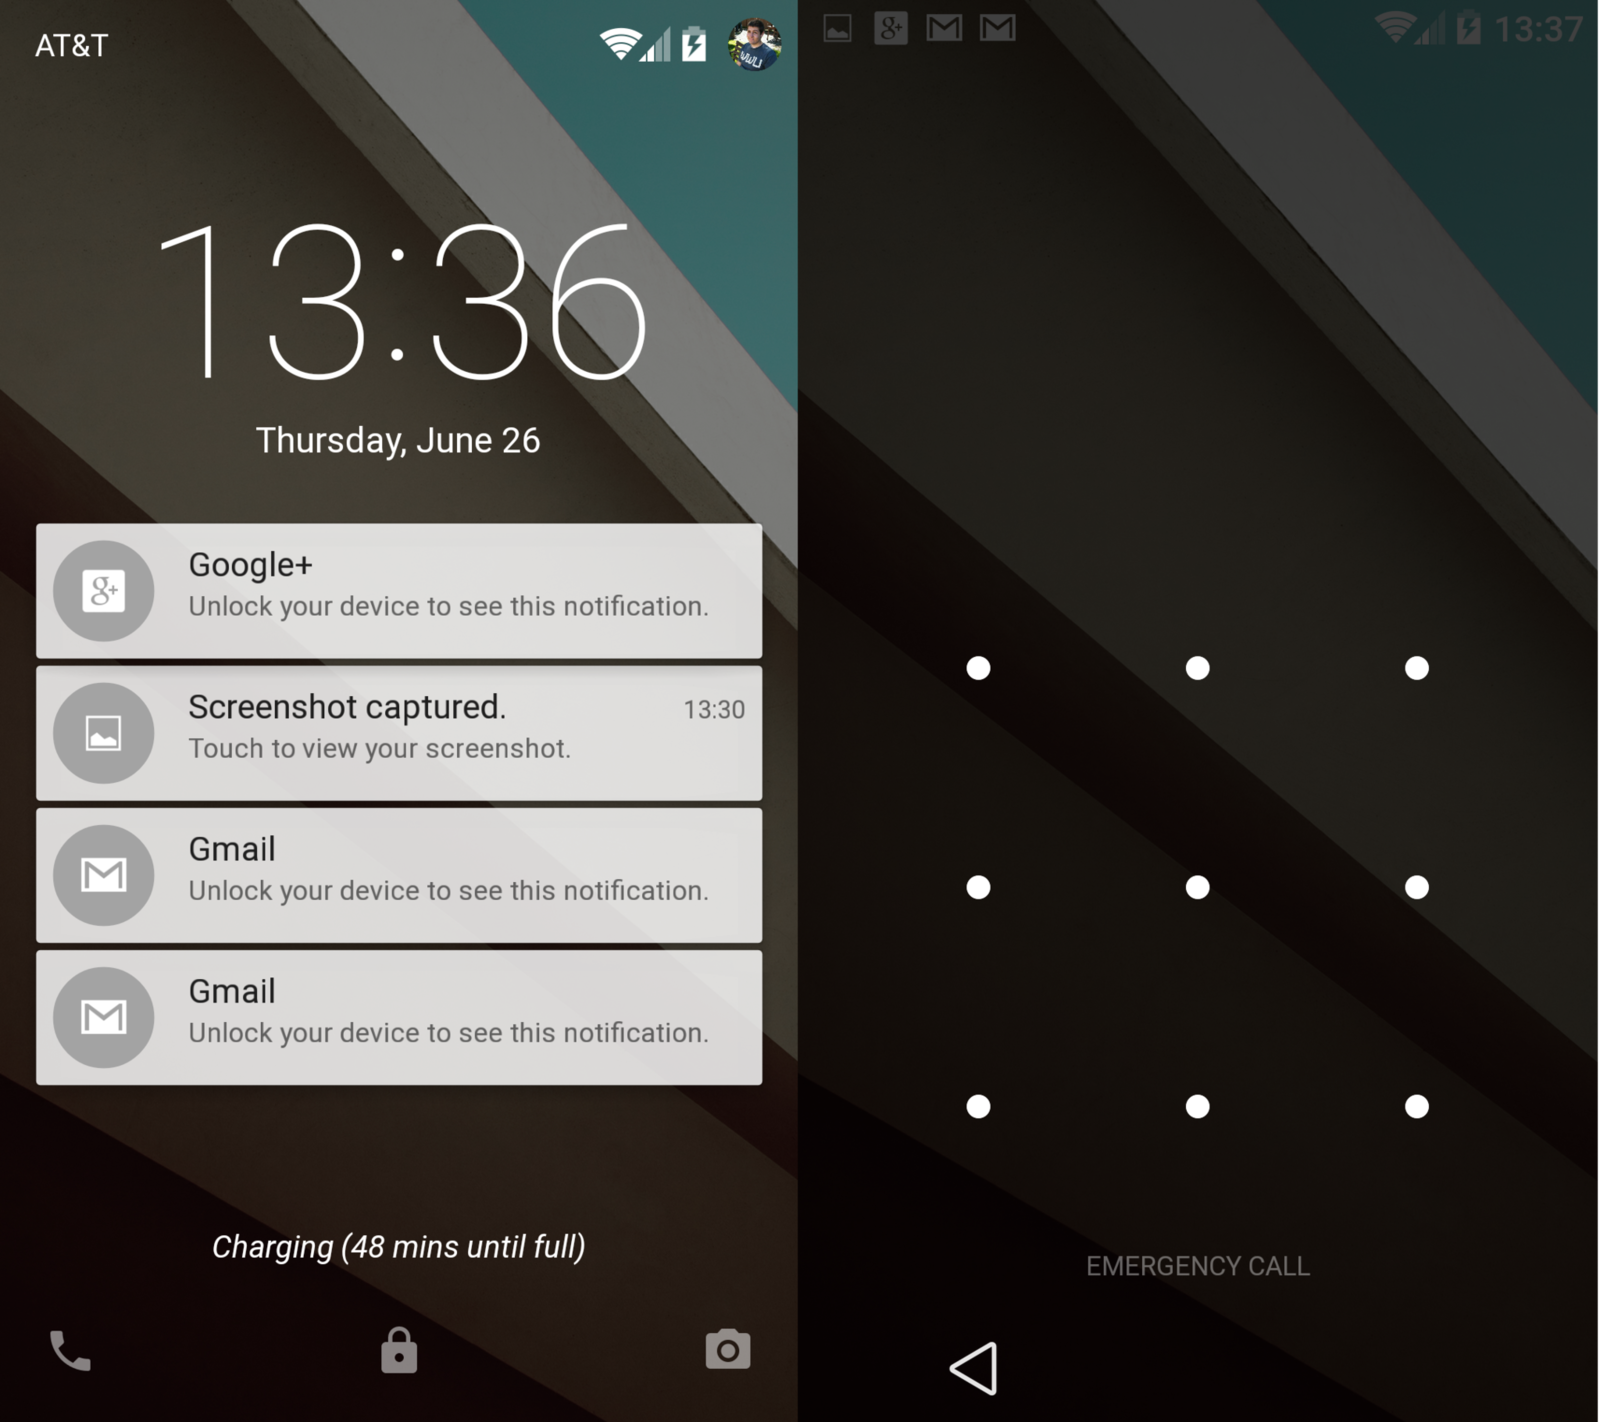 AT&T
13:36
Thursday, June 26
Google+
Unlock your device to see this notification.
Screenshot captured. 13:30
Touch to view your screenshot.
Gmail
Unlock your device to see this notification.
Gmail
Unlock your device to see this notification.
Charging (48 mins until full)
13:37
EMERGENCY CALL